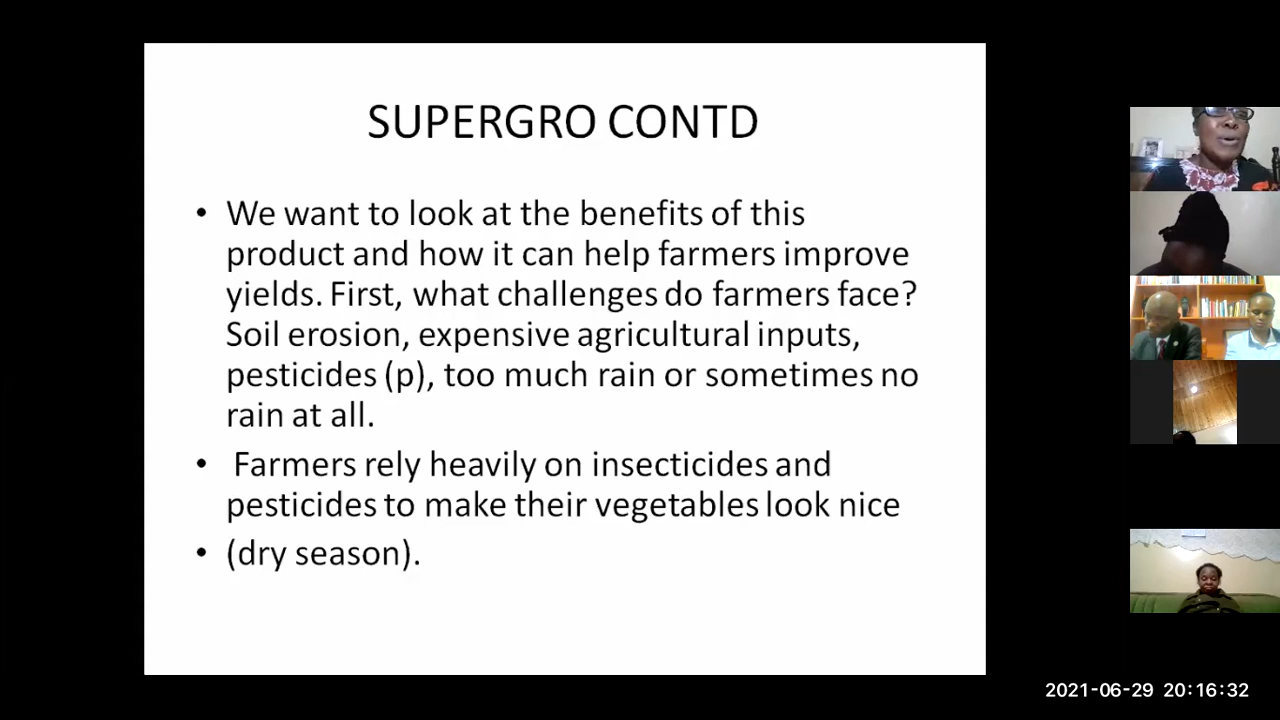 SUPERGRO CONTD
• We want to look at the benefits of this
product and how it can help farmers improve
yields. First, what challenges do farmers face?
Soil erosion, expensive agricultural inputs,
pesticides (p), too much rain or sometimes no
rain at all.
• Farmers rely heavily on insecticides and
pesticides to make their vegetables look nice
• (dry season).
2021-06-29 20:16:32